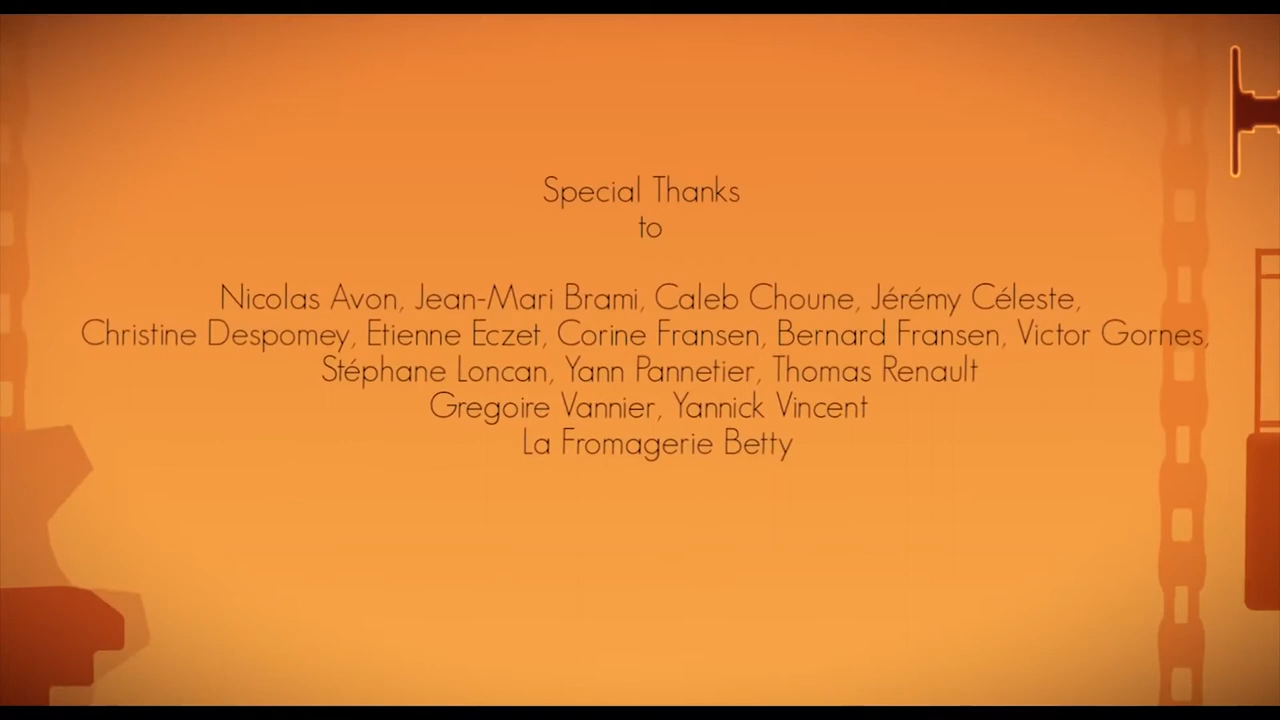 Special Thanks
to
Nicolas Avon, Jean-Mari Brami, Caleb Choune, Jérémy Céleste,
Christine Despomey, Etienne Eczet, Corine Fransen, Bernard Fransen, Victor Gornes,
Stéphane Loncan, Yann Pannetier, Thomas Renault
Gregoire Vannier, Yannick Vincent
La Fromagerie Betty